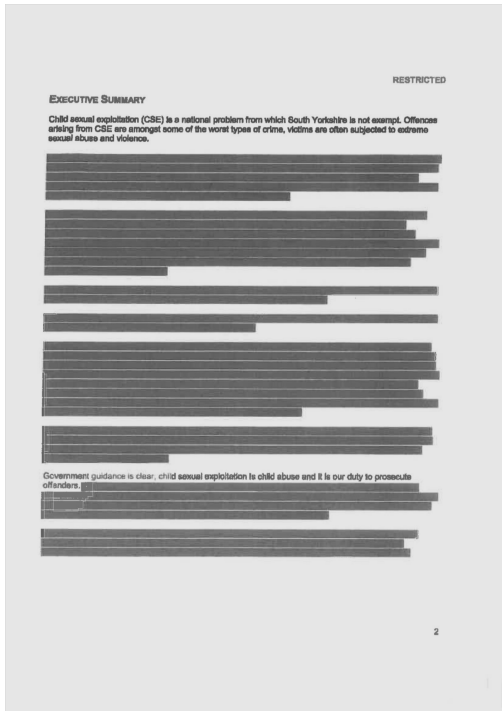 RESTRICTED
EXECUTIVE SUMMARY
Child sexual exploitation (CSE) is a national problem from which South Yorkshire is not exempt. Offences
arising from CSE are amongst some of the worst types of crime, victims are often subjected to extreme
sexual abuse and violence.
Government guidance is clear, child sexual exploitation is child abuse and it is our duty to prosecute
offenders.
2